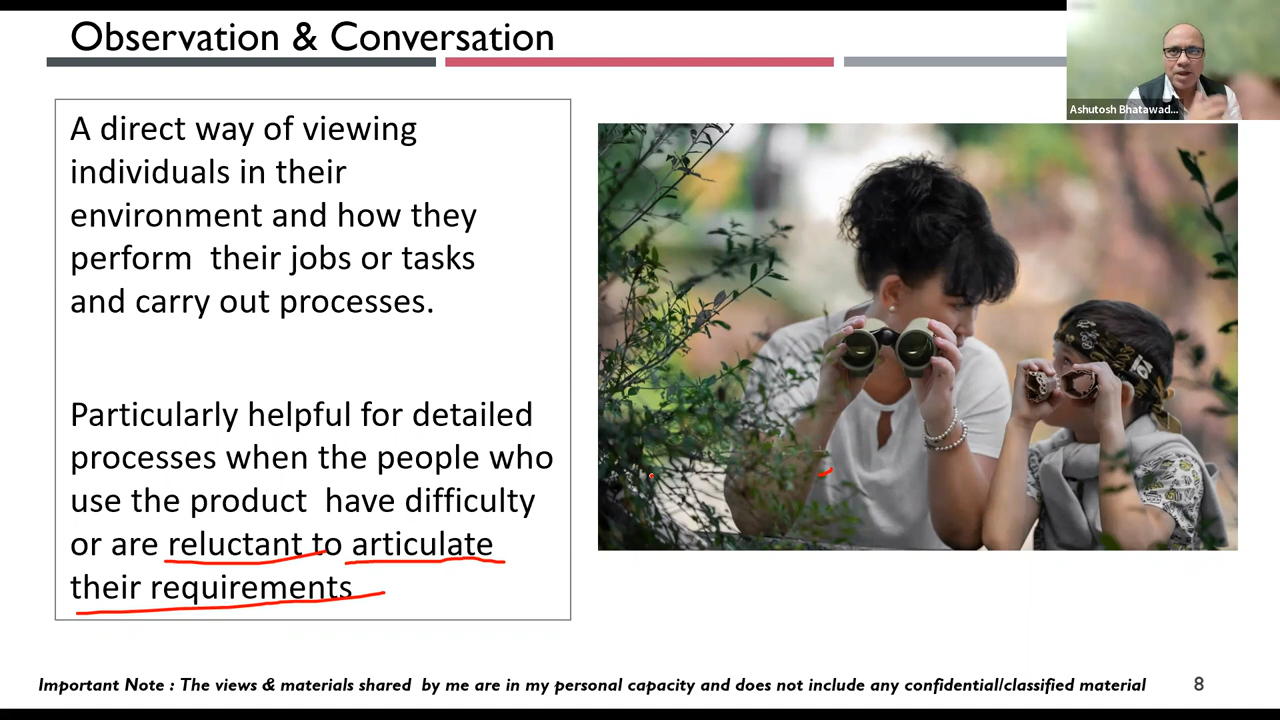 Observation & Conversation
Ashutosh Bhatawad...
A direct way of viewing
individuals in their
environment and how they
perform  their jobs or tasks
and carry out processes.
Particularly helpful for detailed
processes when the people who
use the product  have difficulty
or are reluctant to articulate
their requirements
Important Note : The views & materials shared  by me are in my personal capacity and does not include any confidential/classified material
8